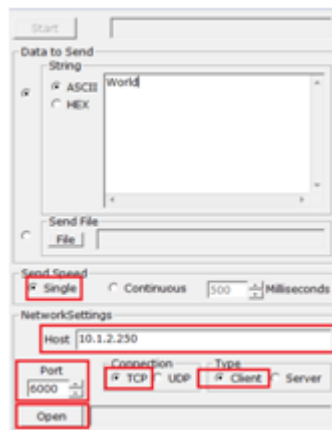 Start
Data to Send
String
ASCII
HEX
World
Send File
File
Send Speed
Single Continuous 500 Milliseconds
NetworkSettings
Host 10.1.2.250
Port Connection Type
6000 TCP UDP Client Server
Open